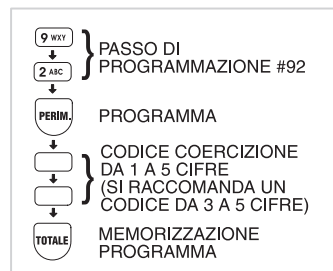 9 WXY
PASSO DI
2 ABC
PROGRAMMAZIONE #92
PERIM.
PROGRAMMA
CODICE COERCIZIONE
DA 1 A 5 CIFRE
(SI RACCOMANDA UN
CODICE DA 3 A 5 CIFRE)
TOTALE
MEMORIZZAZIONE
PROGRAMMA